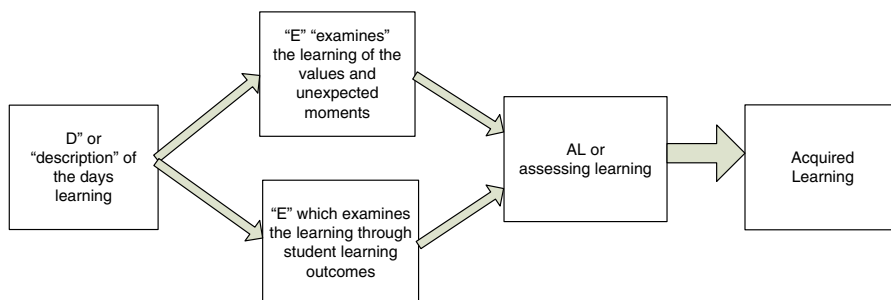 D” or
“description” of
the days
learning
“E” “examines”
the learning of the
values and
unexpected
moments
“E” which examines
the learning through
student learning
outcomes
AL or
assessing learning
Acquired
Learning